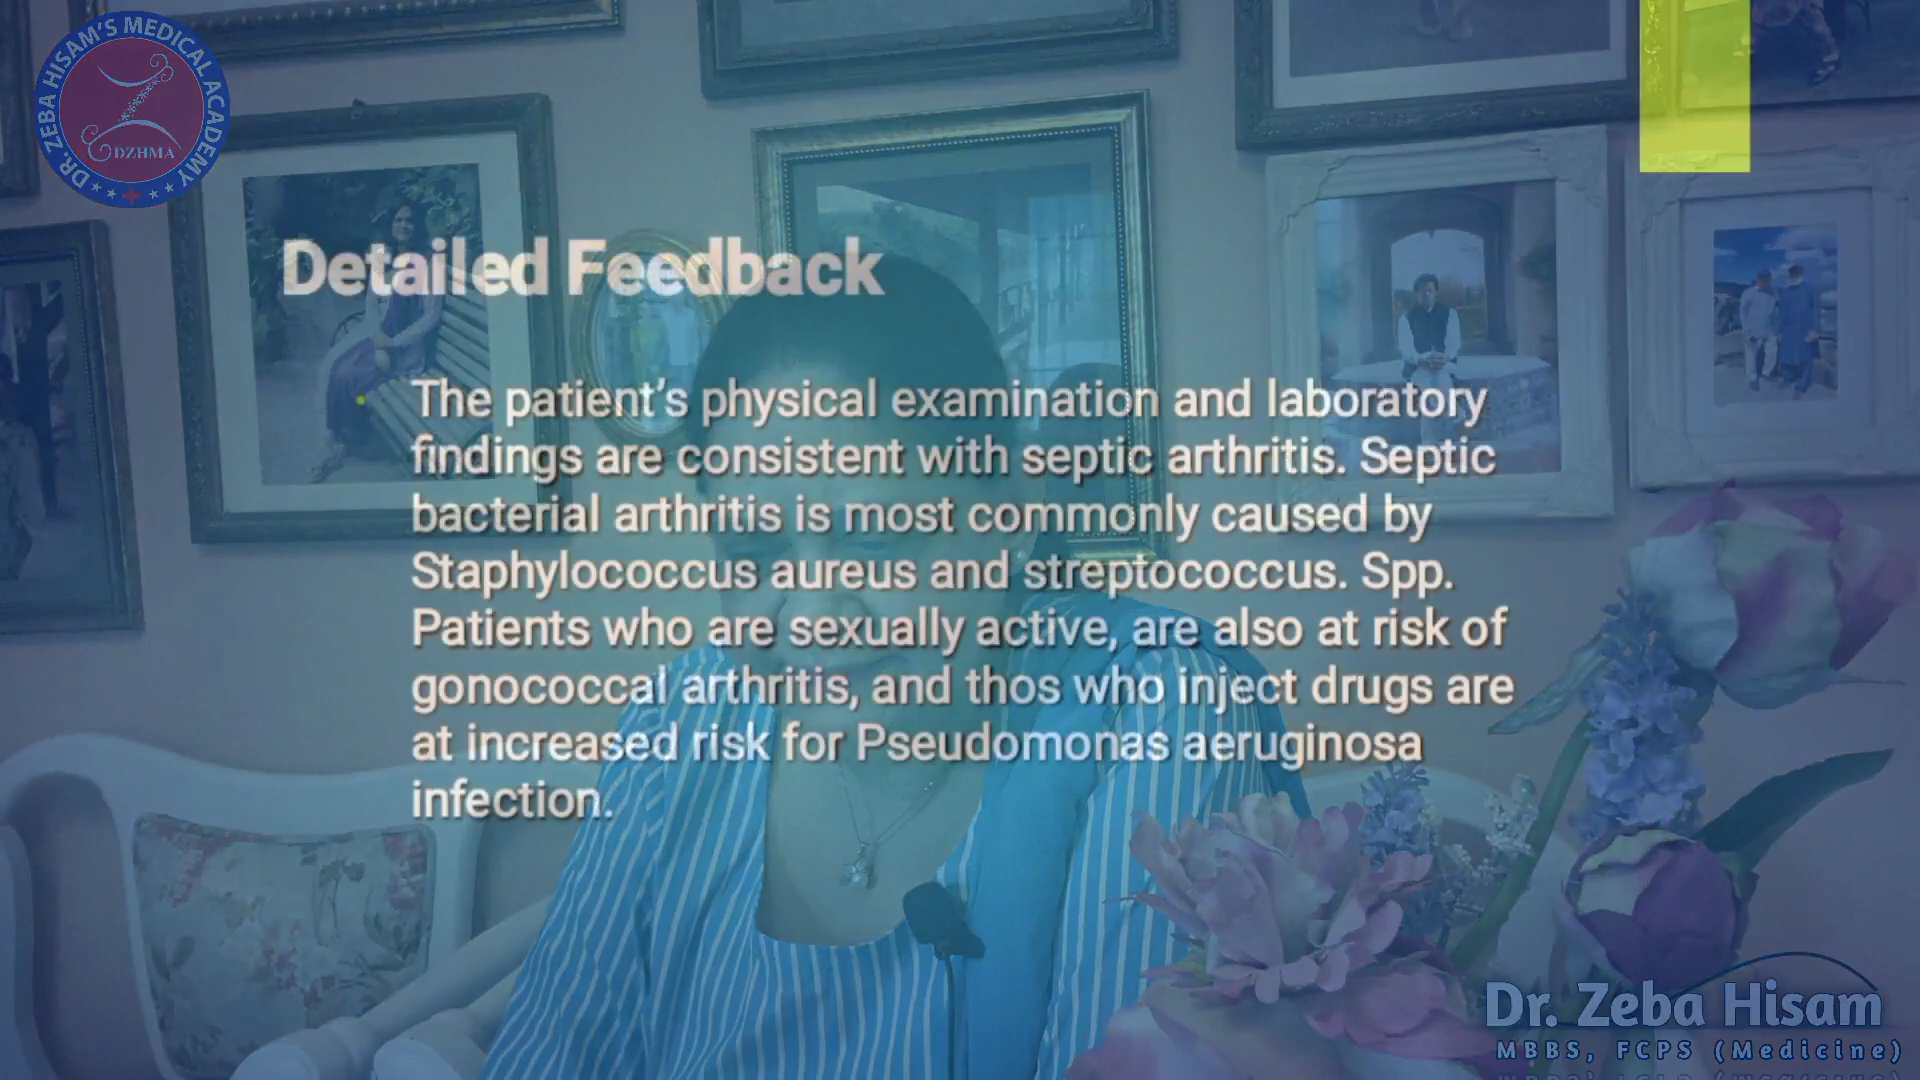 DR. ZEBA HISAM'S MEDICAL ACADEMY
DZHMA
Detailed Feedback
The patient’s physical examination and laboratory
findings are consistent with septic arthritis. Septic
bacterial arthritis is most commonly caused by
Staphylococcus aureus and streptococcus. Spp.
Patients who are sexually active, are also at risk of
gonococcal arthritis, and thos who inject drugs are
at increased risk for Pseudomonas aeruginosa
infection.
Dr. Zeba Hisam
MBBS, FCPS (Medicine)